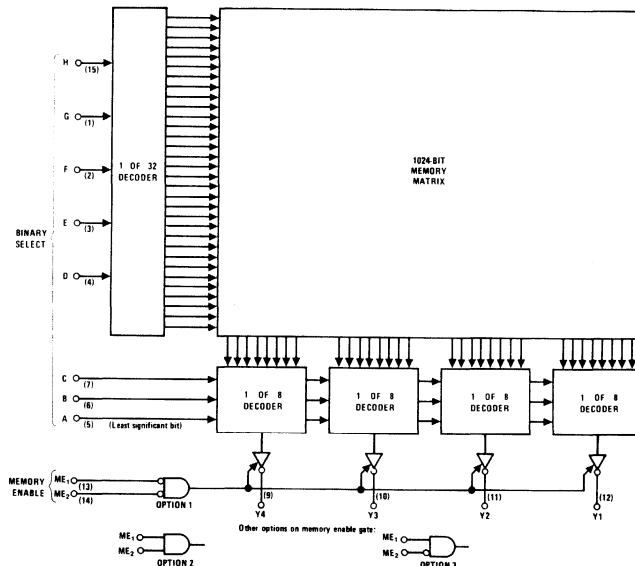 H
(15)
G
(1)
F
(2)
E
(3)
D
(4)
BINARY
SELECT
1 OF 32
DECODER
1024-BIT
MEMORY
MATRIX
C
(7)
B
(6)
A
(5)
(Least significant bit)
1 OF 8
DECODER
1 OF 8
DECODER
1 OF 8
DECODER
1 OF 8
DECODER
MEMORY
ENABLE
ME1
(13)
ME2
(14)
OPTION 1
(9)
Y4
(10)
Y3
(11)
Y2
(12)
Y1
Other options on memory enable gate:
ME1
ME2
OPTION 2
ME1
ME2
OPTION 3